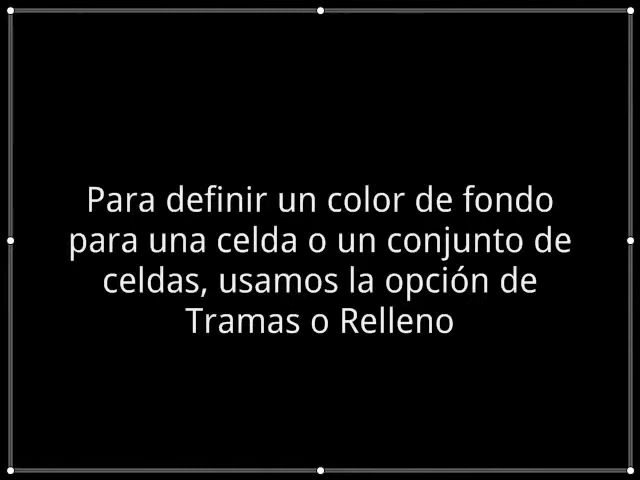 Para definir un color de fondo
para una celda o un conjunto de
celdas, usamos la opción de
Tramas o Relleno